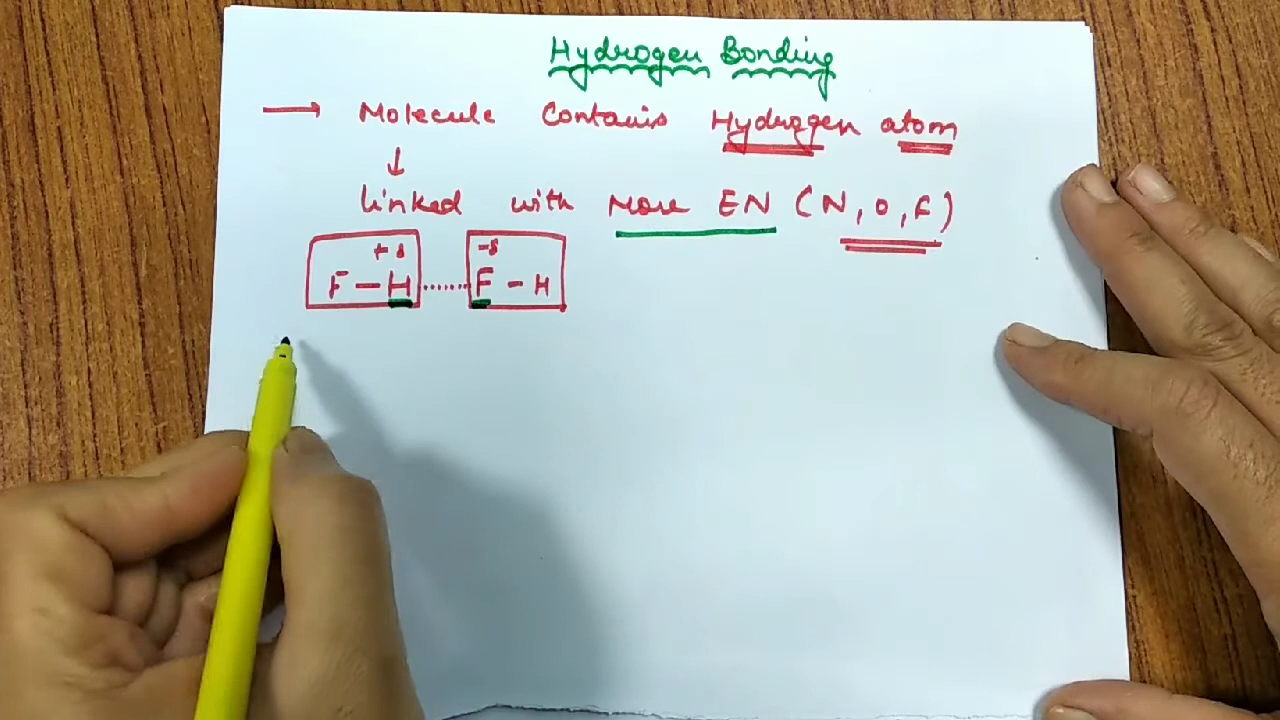 Hydrogen Bonding
→ Molecule Contains Hydrogen atom
↓
linked with More EN (N, O, F)
+δ -δ
F — H ........ F - H